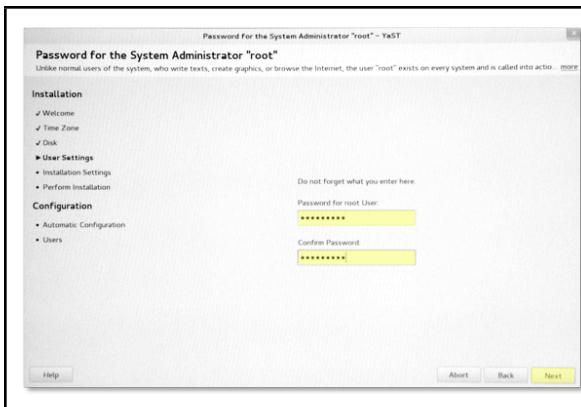 Password for the System Administrator "root" - YaST
Password for the System Administrator "root"
Unlike normal users of the system, who write texts, create graphics, or browse the Internet, the user "root" exists on every system and is called into actio... more
Installation
✓ Welcome
✓ Time Zone
✓ Disk
▶ User Settings
• Installation Settings
• Perform Installation
Configuration
• Automatic Configuration
• Users
Do not forget what you enter here.
Password for root User:
•••••••••
Confirm Password:
•••••••••
Help Abort Back Next